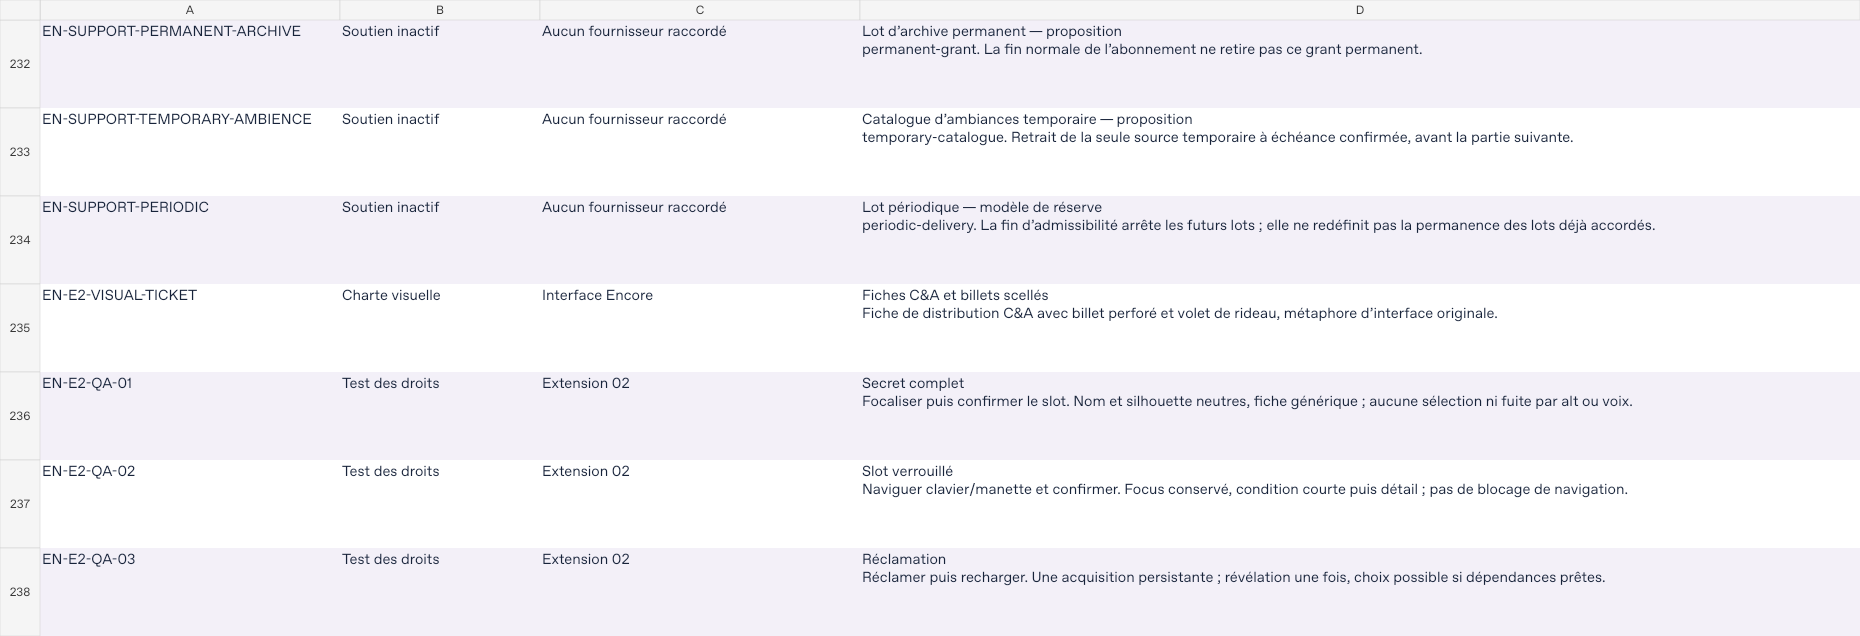 A B C D
232 EN-SUPPORT-PERMANENT-ARCHIVE Soutien inactif Aucun fournisseur raccordé Lot d’archive permanent — proposition
permanent-grant. La fin normale de l’abonnement ne retire pas ce grant permanent.
233 EN-SUPPORT-TEMPORARY-AMBIENCE Soutien inactif Aucun fournisseur raccordé Catalogue d’ambiances temporaire — proposition
temporary-catalogue. Retrait de la seule source temporaire à échéance confirmée, avant la partie suivante.
234 EN-SUPPORT-PERIODIC Soutien inactif Aucun fournisseur raccordé Lot périodique — modèle de réserve
periodic-delivery. La fin d’admissibilité arrête les futurs lots ; elle ne redéfinit pas la permanence des lots déjà accordés.
235 EN-E2-VISUAL-TICKET Charte visuelle Interface Encore Fiches C&A et billets scellés
Fiche de distribution C&A avec billet perforé et volet de rideau, métaphore d’interface originale.
236 EN-E2-QA-01 Test des droits Extension 02 Secret complet
Focaliser puis confirmer le slot. Nom et silhouette neutres, fiche générique ; aucune sélection ni fuite par alt ou voix.
237 EN-E2-QA-02 Test des droits Extension 02 Slot verrouillé
Naviguer clavier/manette et confirmer. Focus conservé, condition courte puis détail ; pas de blocage de navigation.
238 EN-E2-QA-03 Test des droits Extension 02 Réclamation
Réclamer puis recharger. Une acquisition persistante ; révélation une fois, choix possible si dépendances prêtes.